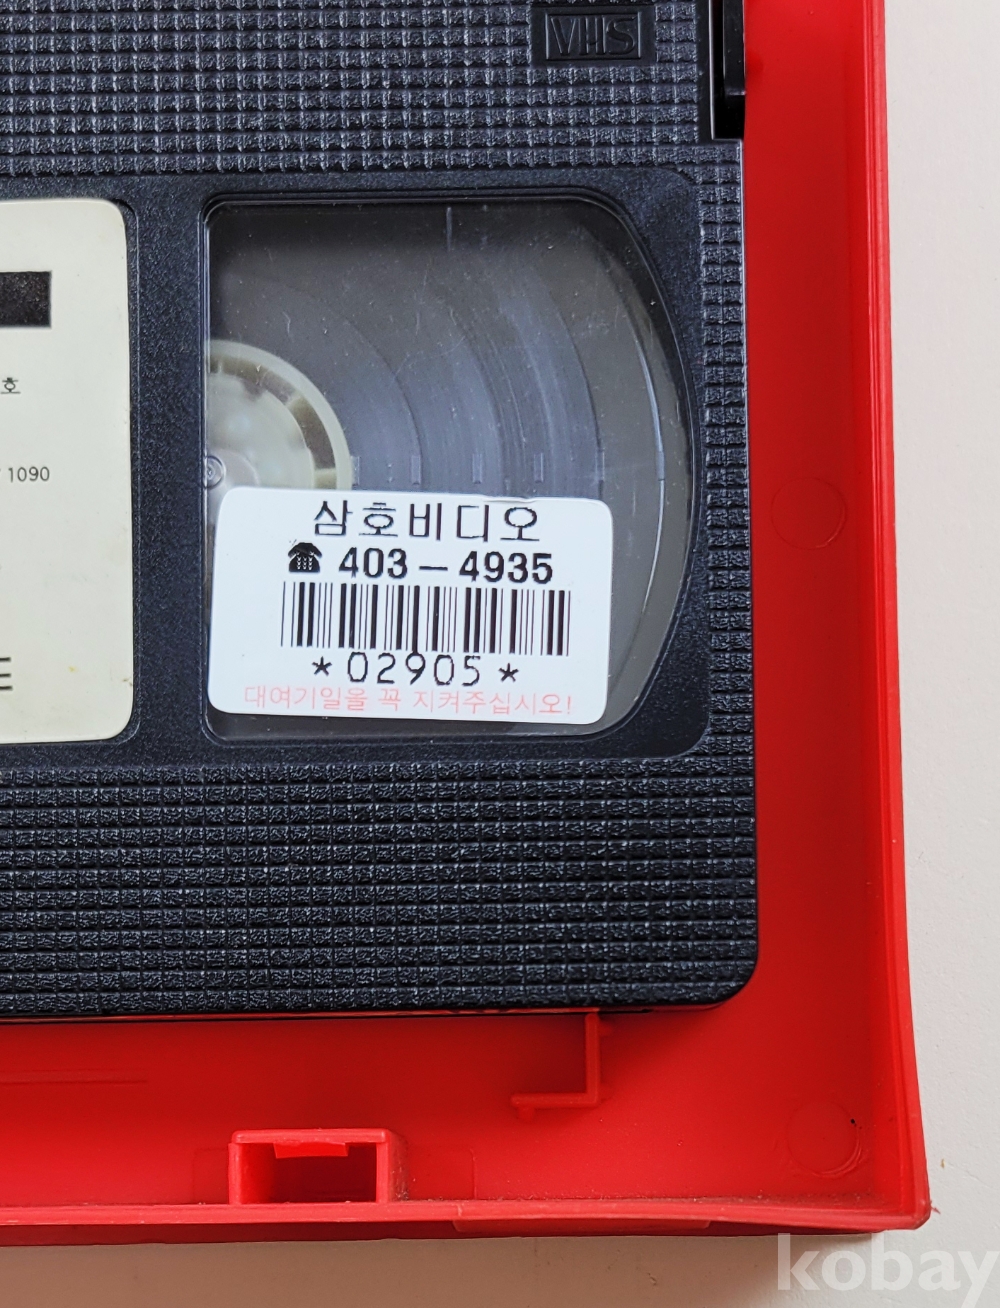 VHS
호
1090
삼호비디오
☎ 403 – 4935
*02905*
대여기일을 꼭 지켜주십시오!
kobay